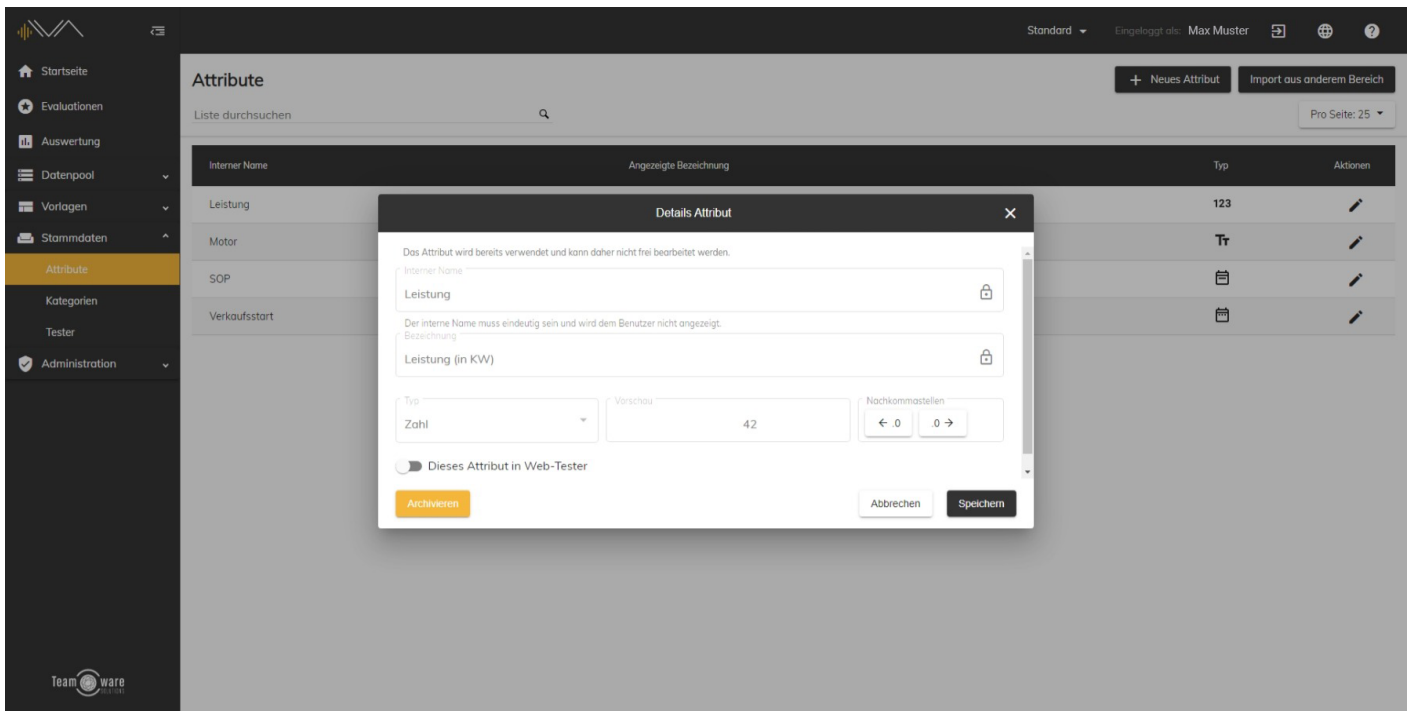 Standard
Eingeloggt als: Max Muster
Startseite
Evaluationen
Auswertung
Datenpool
Vorlagen
Stammdaten
Attribute
Kategorien
Tester
Administration
Team ware
SOLUTIONS
Attribute
+ Neues Attribut
Import aus anderem Bereich
Liste durchsuchen
Pro Seite: 25
Interner Name Angezeigte Bezeichnung Typ Aktionen
Leistung 123
Motor Tт
SOP
Verkaufsstart
Details Attribut
Das Attribut wird bereits verwendet und kann daher nicht frei bearbeitet werden.
Interner Name
Leistung
Der interne Name muss eindeutig sein und wird dem Benutzer nicht angezeigt.
Bezeichnung
Leistung (in KW)
Typ Vorschau Nachkommastellen
Zahl 42 ← .0 .0 →
Dieses Attribut in Web-Tester
Archivieren Abbrechen Speichern